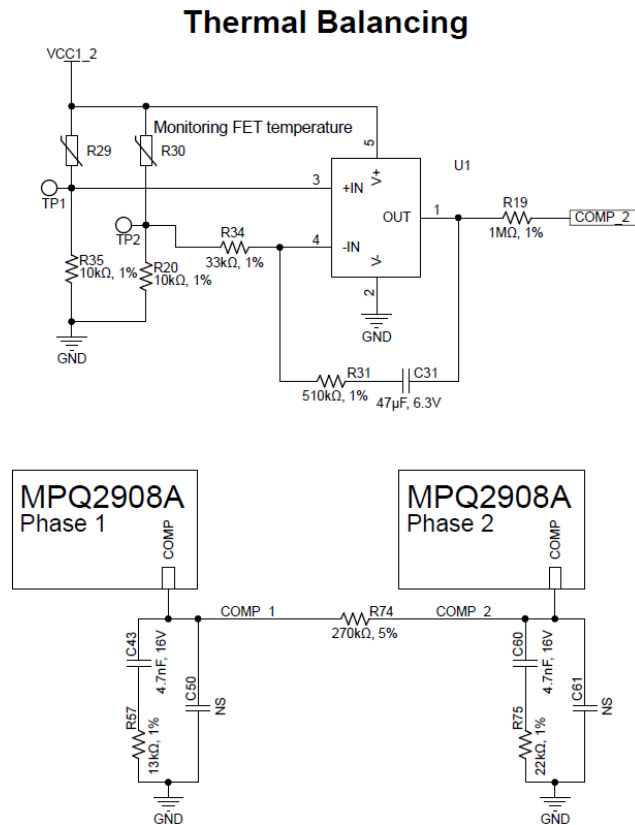 Thermal Balancing
VCC1_2
Monitoring FET temperature
R29
R30
5
U1
V+
TP1
3
+IN
TP2
R34
33kΩ, 1%
4
-IN
OUT
1
R19
1MΩ, 1%
COMP_2
V-
2
R35
10kΩ, 1%
R20
10kΩ, 1%
GND
GND
R31
510kΩ, 1%
C31
47µF, 6.3V
MPQ2908A
Phase 1
COMP
MPQ2908A
Phase 2
COMP
COMP_1
R74
270kΩ, 5%
COMP_2
C43
4.7nF, 16V
C50
NS
R57
13kΩ, 1%
GND
C60
4.7nF, 16V
C61
NS
R75
22kΩ, 1%
GND